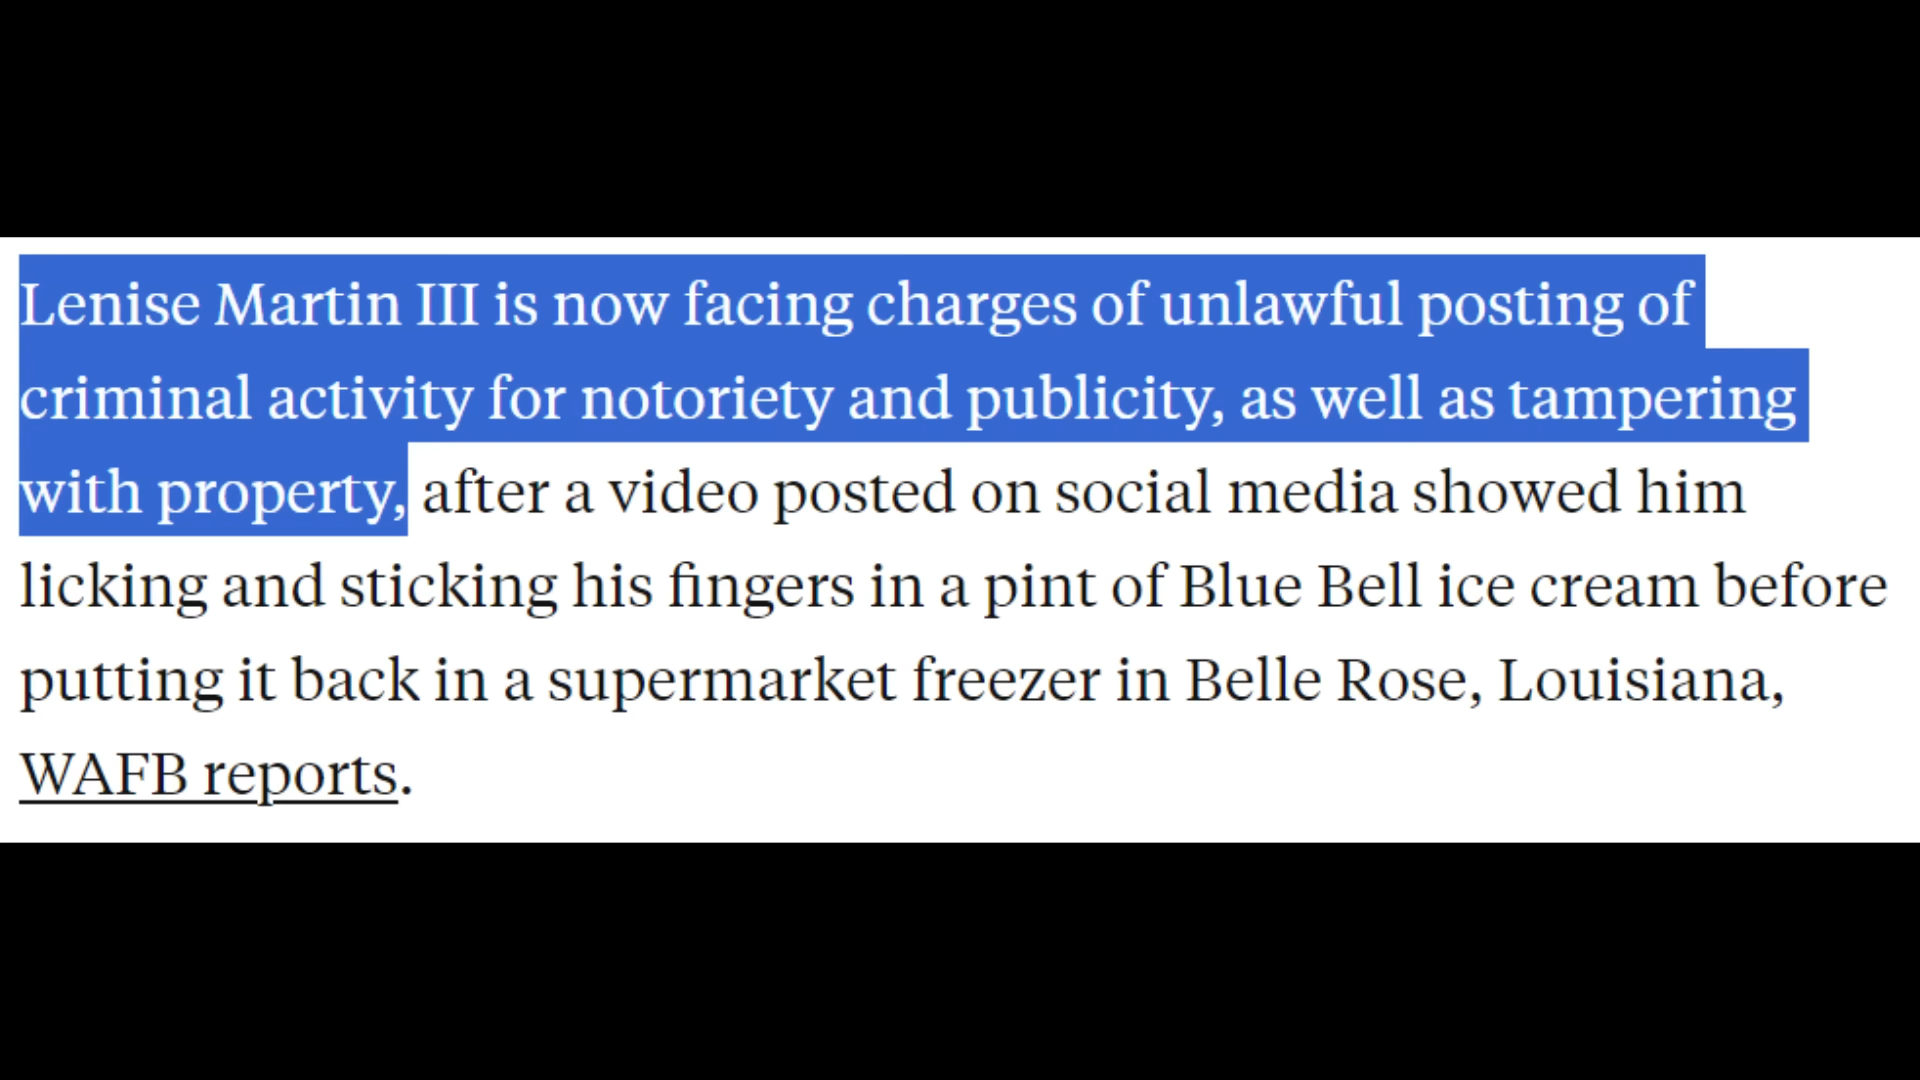 Lenise Martin III is now facing charges of unlawful posting of
criminal activity for notoriety and publicity, as well as tampering
with property, after a video posted on social media showed him
licking and sticking his fingers in a pint of Blue Bell ice cream before
putting it back in a supermarket freezer in Belle Rose, Louisiana,
WAFB reports.